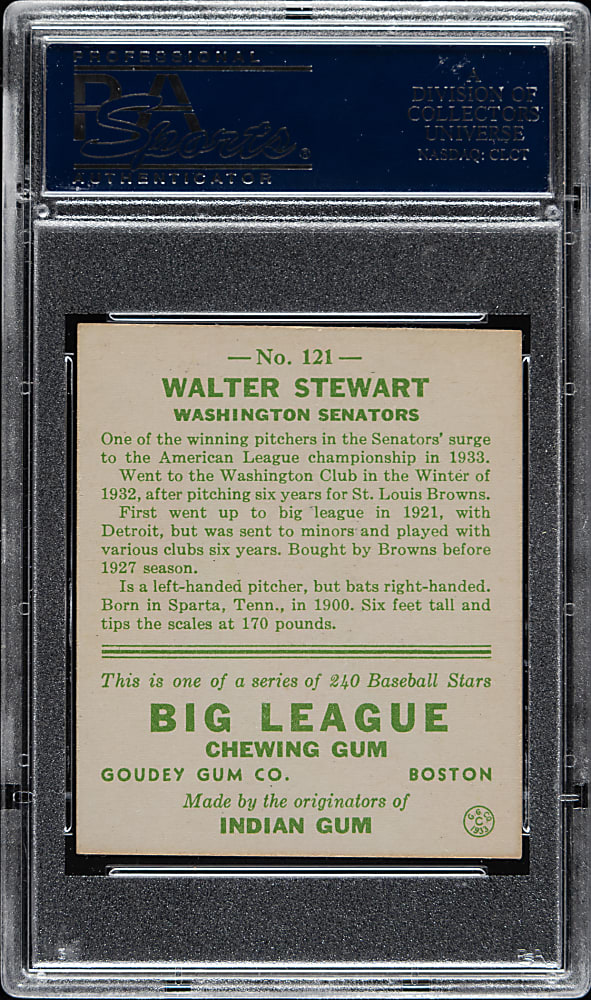 PROFESSIONAL
PSA
Sports®
AUTHENTICATOR
A
DIVISION OF
COLLECTORS
UNIVERSE
NASDAQ: CLCT
— No. 121 —
WALTER STEWART
WASHINGTON SENATORS
One of the winning pitchers in the Senators' surge
to the American League championship in 1933.
Went to the Washington Club in the Winter of
1932, after pitching six years for St. Louis Browns.
First went up to big league in 1921, with
Detroit, but was sent to minors and played with
various clubs six years. Bought by Browns before
1927 season.
Is a left-handed pitcher, but bats right-handed.
Born in Sparta, Tenn., in 1900. Six feet tall and
tips the scales at 170 pounds.
This is one of a series of 240 Baseball Stars
BIG LEAGUE
CHEWING GUM
GOUDEY GUM CO. BOSTON
Made by the originators of
INDIAN GUM
G & CO
C
1933
PSA